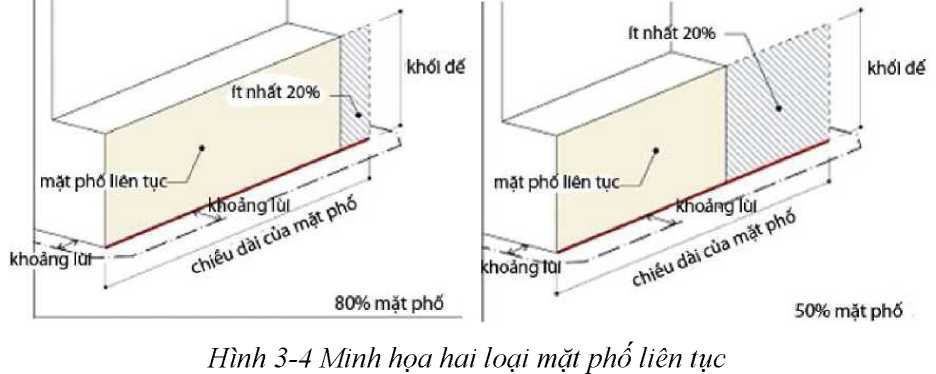 khối đế
ít nhất 20%
mặt phố liên tục
khoảng lùi
khoảng lùi
chiều dài của mặt phố
80% mặt phố
ít nhất 20%
khối đế
mặt phố liên tục
khoảng lùi
khoảng lùi
chiều dài của mặt phố
50% mặt phố
Hình 3-4 Minh họa hai loại mặt phố liên tục